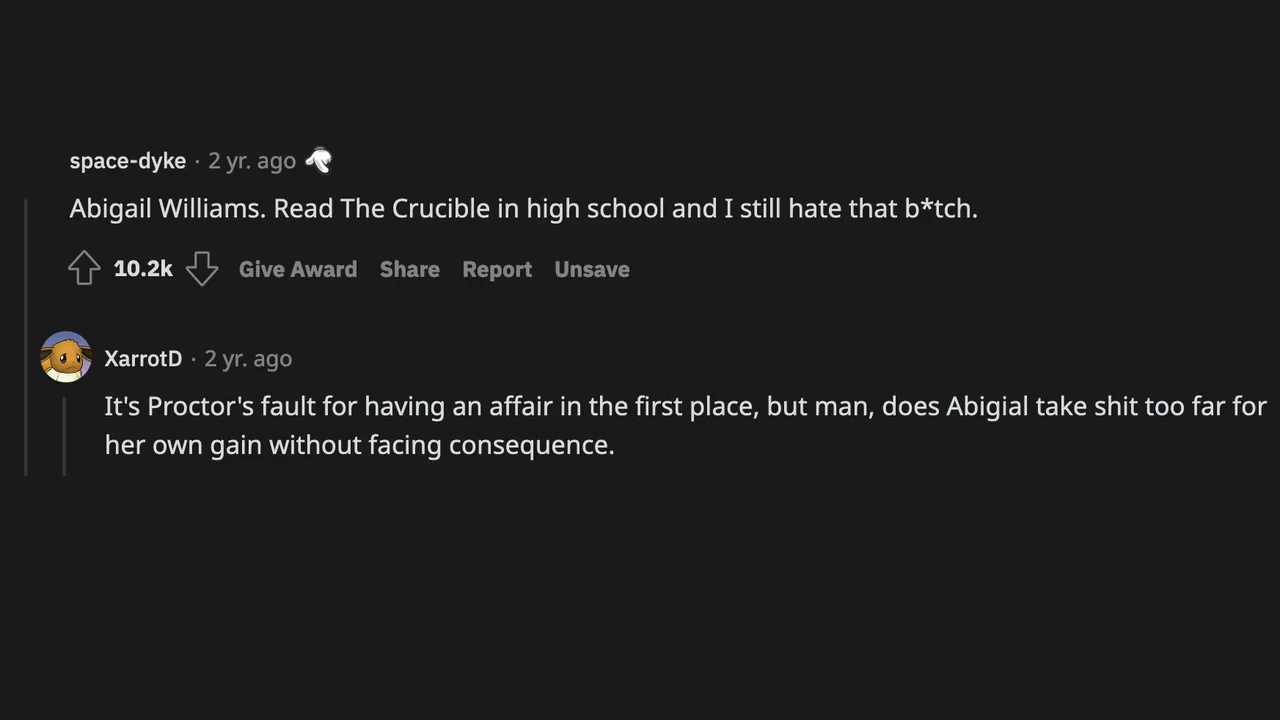 space-dyke · 2 yr. ago
Abigail Williams. Read The Crucible in high school and I still hate that b*tch.
10.2k Give Award Share Report Unsave
XarrotD · 2 yr. ago
It's Proctor's fault for having an affair in the first place, but man, does Abigial take shit too far for
her own gain without facing consequence.